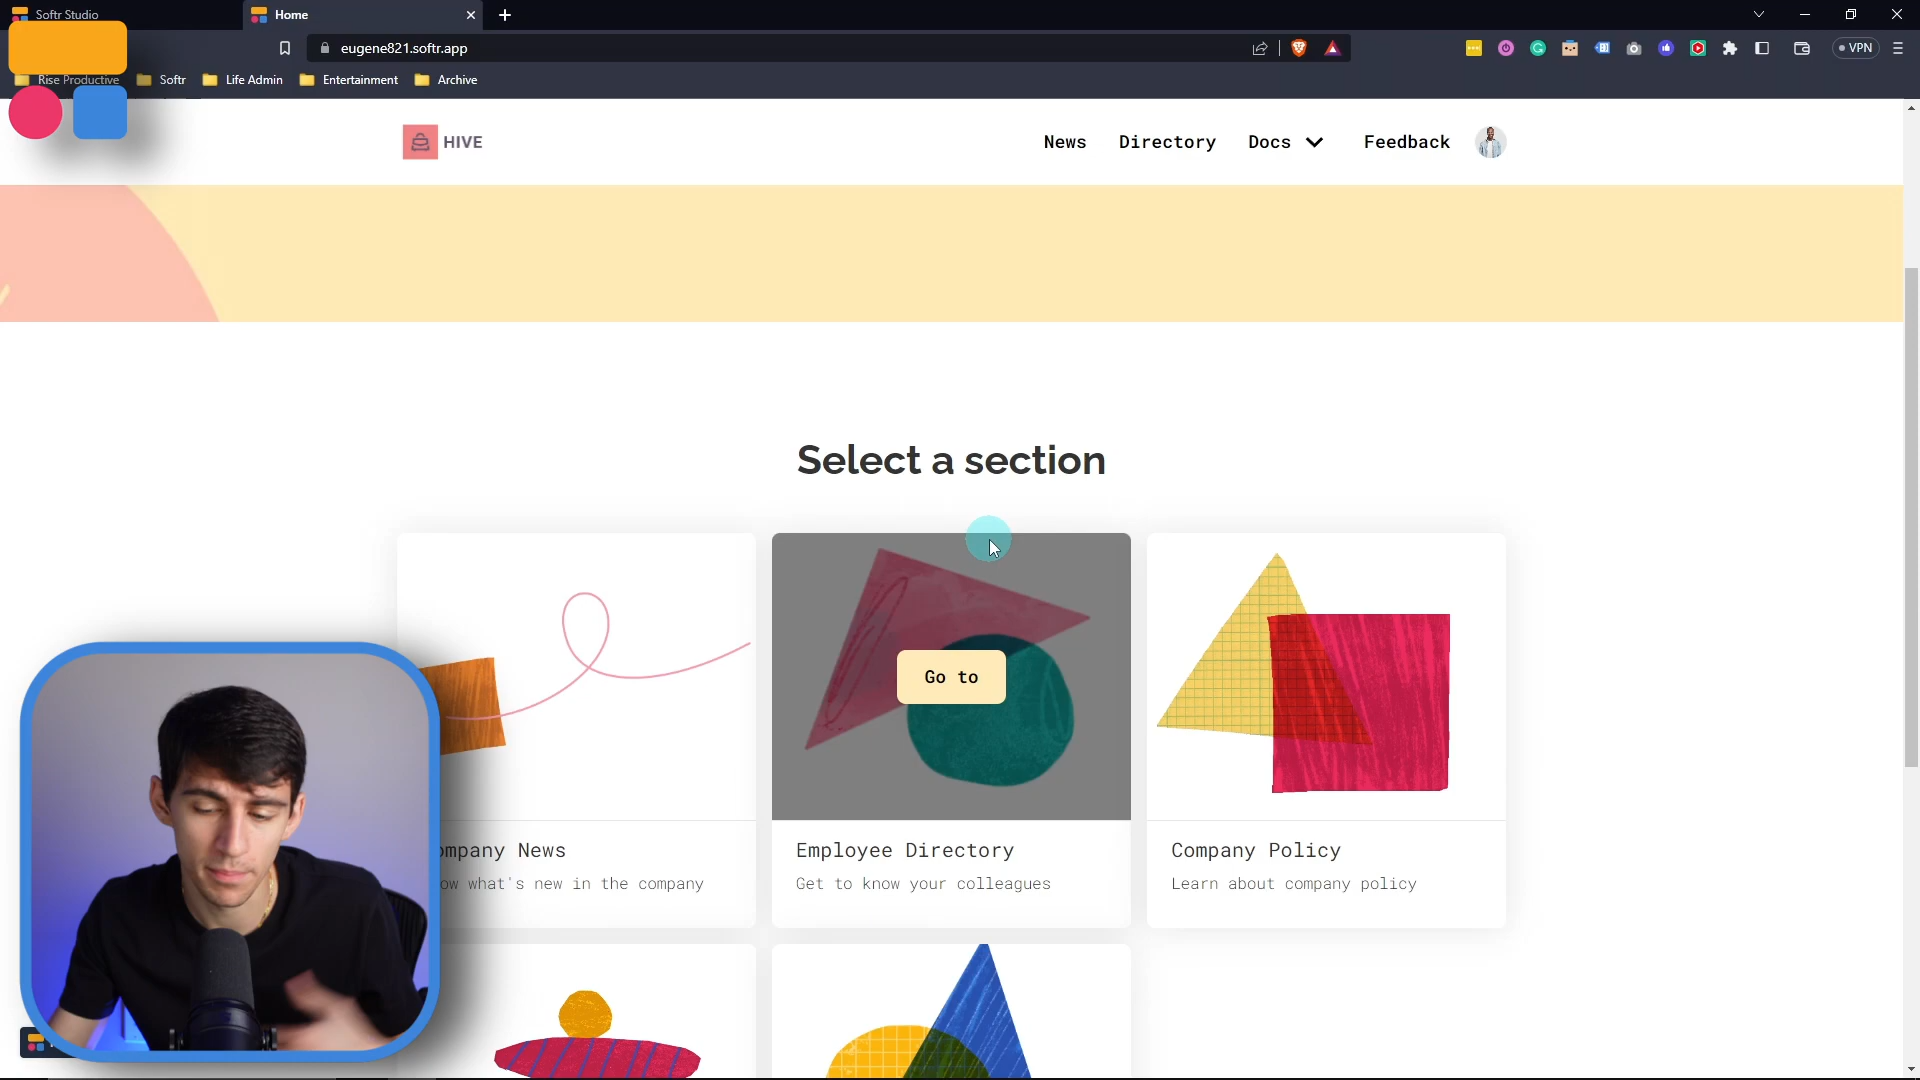 Softr Studio
Home
eugene821.softr.app
VPN
Rise Productive
Softr
Life Admin
Entertainment
Archive
HIVE
News
Directory
Docs
Feedback
Select a section
Go to
ompany News
ow what's new in the company
Employee Directory
Get to know your colleagues
Company Policy
Learn about company policy